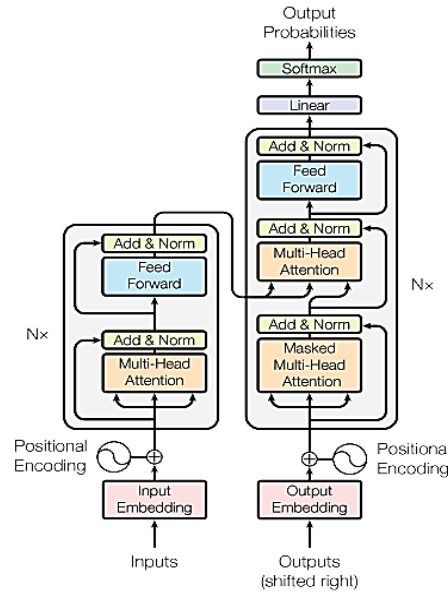 Output
Probabilities
Softmax
Linear
Add & Norm
Feed
Forward
Add & Norm
Multi-Head
Attention
Add & Norm
Masked
Multi-Head
Attention
Nx
Add & Norm
Feed
Forward
Add & Norm
Multi-Head
Attention
Nx
Positional
Encoding
Input
Embedding
Inputs
Positiona
Encoding
Output
Embedding
Outputs
(shifted right)